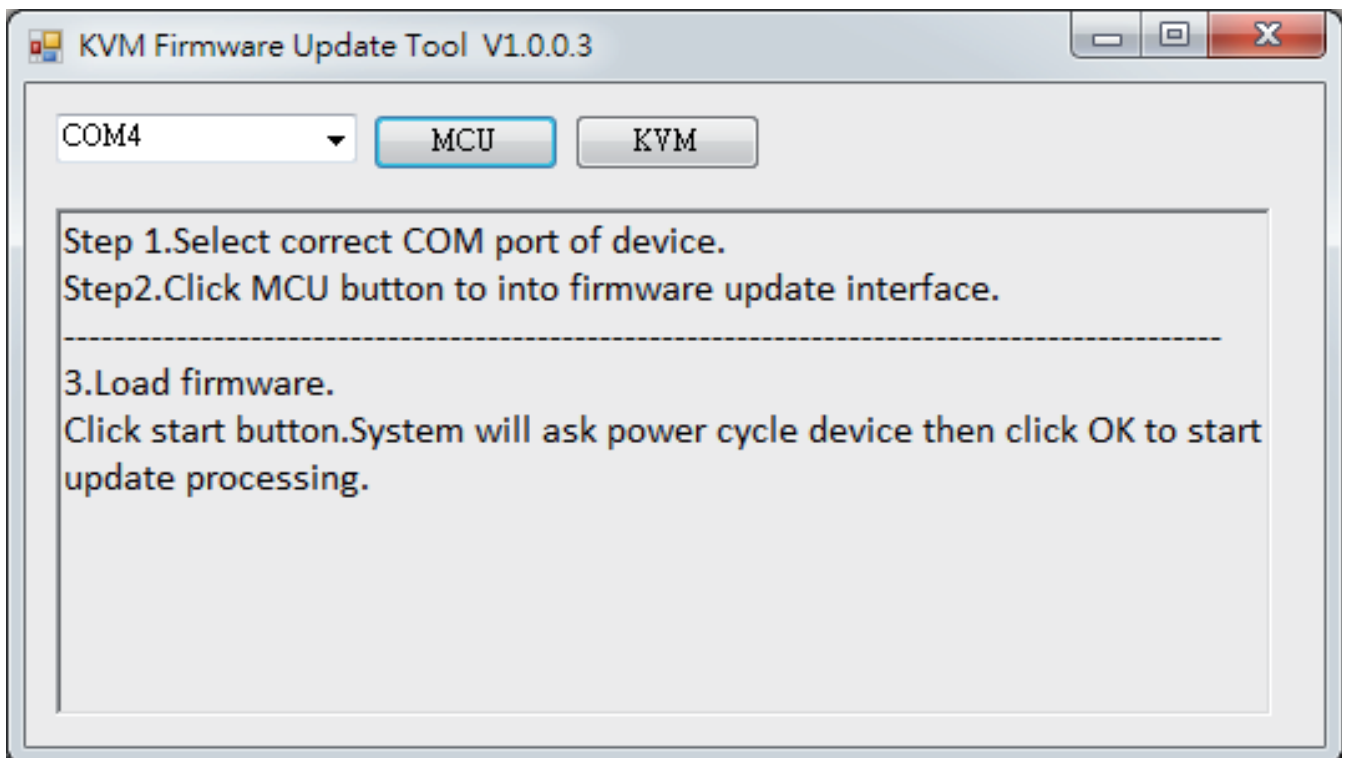 KVM Firmware Update Tool V1.0.0.3
COM4 MCU KVM
Step 1.Select correct COM port of device.
Step2.Click MCU button to into firmware update interface.
--------------------------------------------------------------------------------------------
3.Load firmware.
Click start button.System will ask power cycle device then click OK to start
update processing.